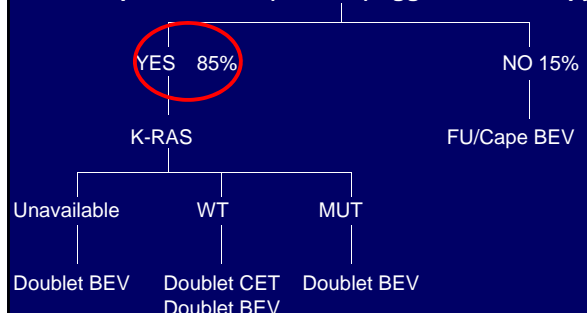 YES 85% NO 15%
K-RAS FU/Cape BEV
Unavailable WT MUT
Doublet BEV Doublet CET Doublet BEV
Doublet BEV